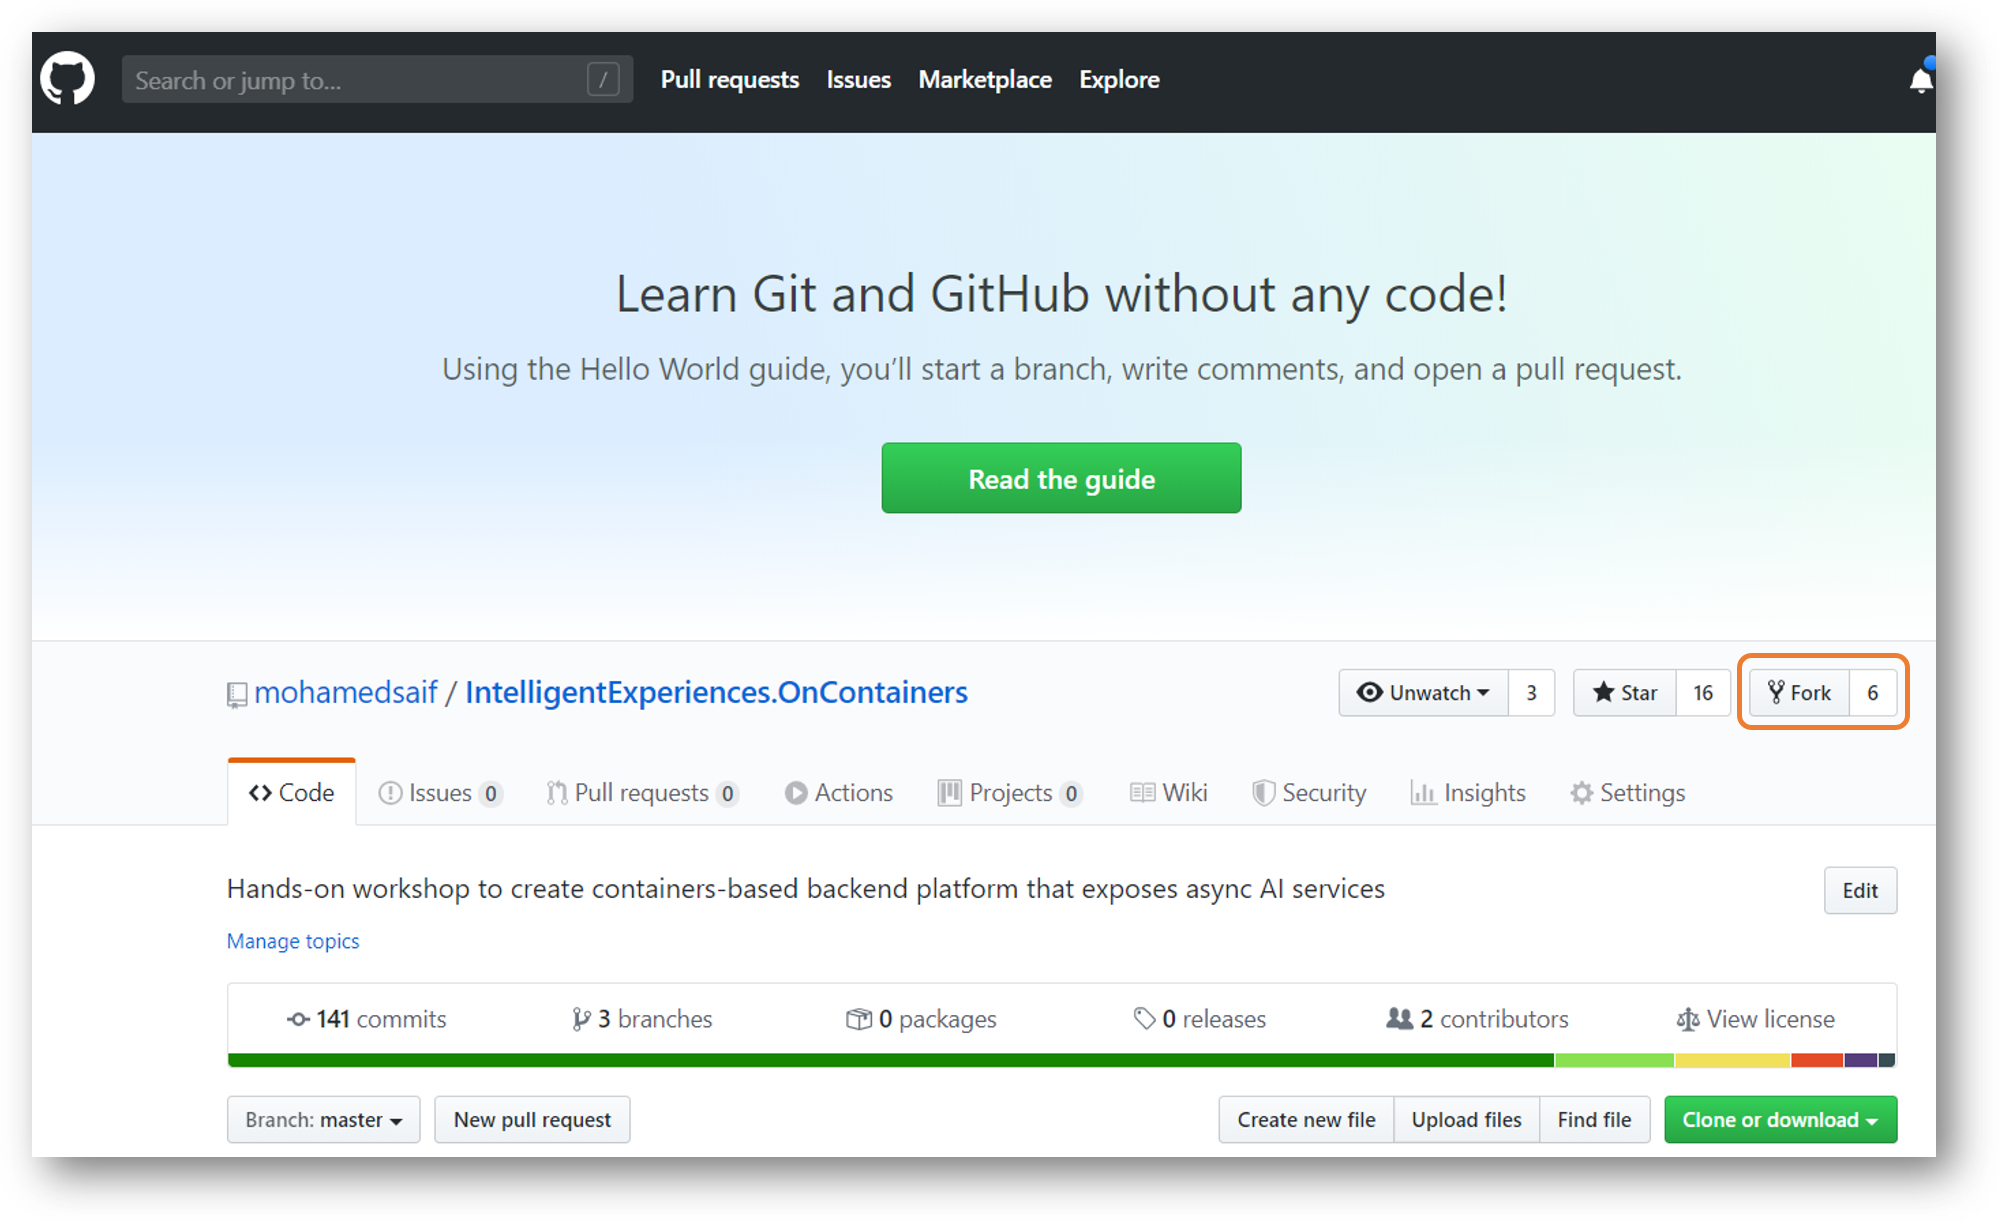 Search or jump to... / Pull requests Issues Marketplace Explore
Learn Git and GitHub without any code!
Using the Hello World guide, you’ll start a branch, write comments, and open a pull request.
Read the guide
mohamedsaif / IntelligentExperiences.OnContainers Unwatch 3 Star 16 Fork 6
Code Issues 0 Pull requests 0 Actions Projects 0 Wiki Security Insights Settings
Hands-on workshop to create containers-based backend platform that exposes async AI services Edit
Manage topics
141 commits 3 branches 0 packages 0 releases 2 contributors View license
Branch: master New pull request Create new file Upload files Find file Clone or download